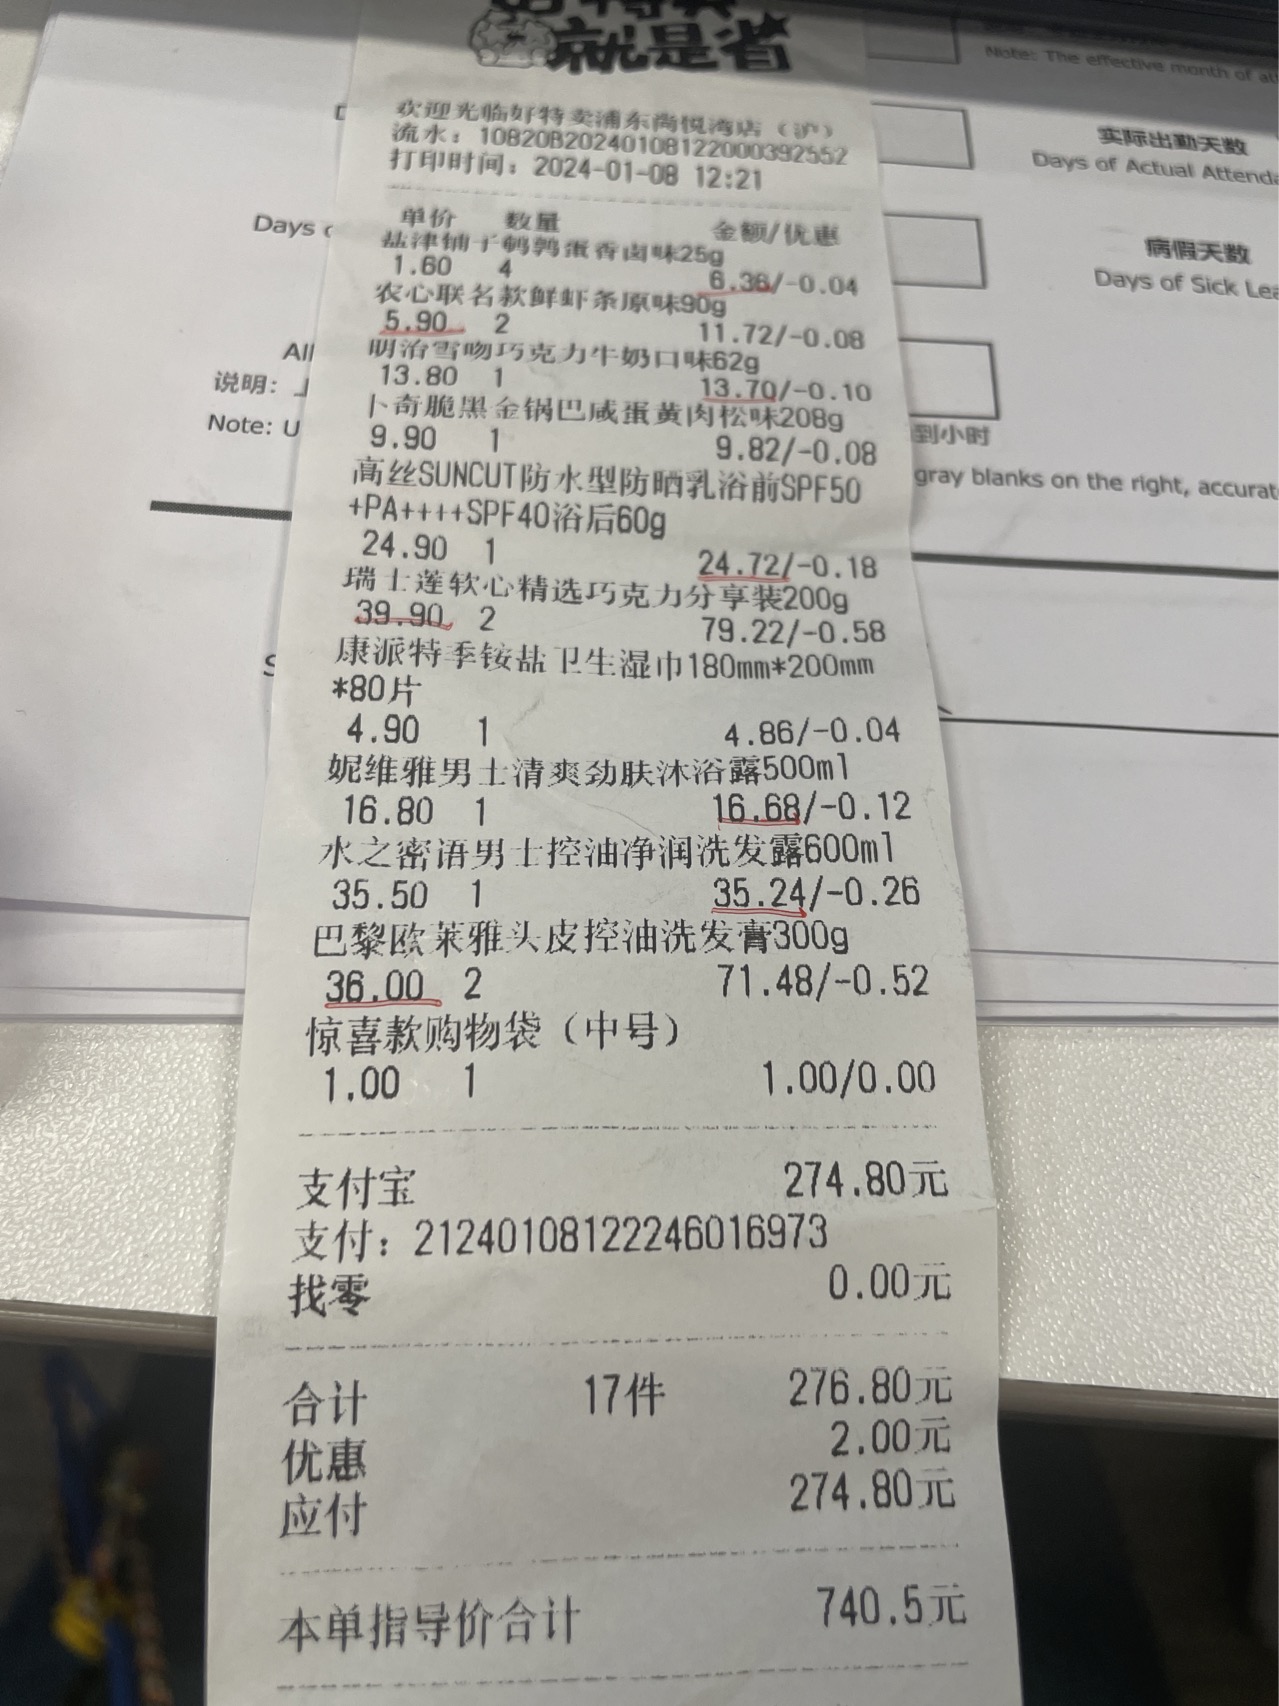 就是省
欢迎光临好特卖浦东尚悦湾店（沪）
流水：10820820240108122000392552
打印时间：2024-01-08 12:21
单价 数量 金额/优惠
盐津铺子鹌鹑蛋香卤味25g
1.60 4 6.36/-0.04
农心联名款鲜虾条原味90g
5.90 2 11.72/-0.08
明治雪吻巧克力牛奶口味62g
13.80 1 13.70/-0.10
卜奇脆黑金锅巴咸蛋黄肉松味208g
9.90 1 9.82/-0.08
高丝SUNCUT防水型防晒乳浴前SPF50
+PA++++SPF40浴后60g
24.90 1 24.72/-0.18
瑞士莲软心精选巧克力分享装200g
39.90 2 79.22/-0.58
康派特季铵盐卫生湿巾180mm*200mm
*80片
4.90 1 4.86/-0.04
妮维雅男士清爽劲肤沐浴露500ml
16.80 1 16.68/-0.12
水之密语男士控油净润洗发露600ml
35.50 1 35.24/-0.26
巴黎欧莱雅头皮控油洗发膏300g
36.00 2 71.48/-0.52
惊喜款购物袋（中号）
1.00 1 1.00/0.00
支付宝 274.80元
支付：21240108122246016973
找零 0.00元
合计 17件 276.80元
优惠 2.00元
应付 274.80元
本单指导价合计 740.5元
Note: The effective month of
实际出勤天数
Days of Actual
病假天数
Days of Sick
到小时
gray blanks on the right,
Days
说明：
Note: